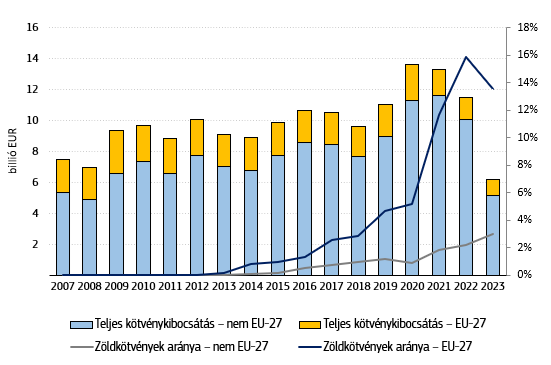 16 18%
14 16%
12 14%
10 12%
8 10%
6 8%
4 6%
2 4%
2%
0%
billió EUR
2007 2008 2009 2010 2011 2012 2013 2014 2015 2016 2017 2018 2019 2020 2021 2022 2023
Teljes kötvénykibocsátás – nem EU-27 Teljes kötvénykibocsátás – EU-27
Zöldkötvények aránya – nem EU-27 Zöldkötvények aránya – EU-27